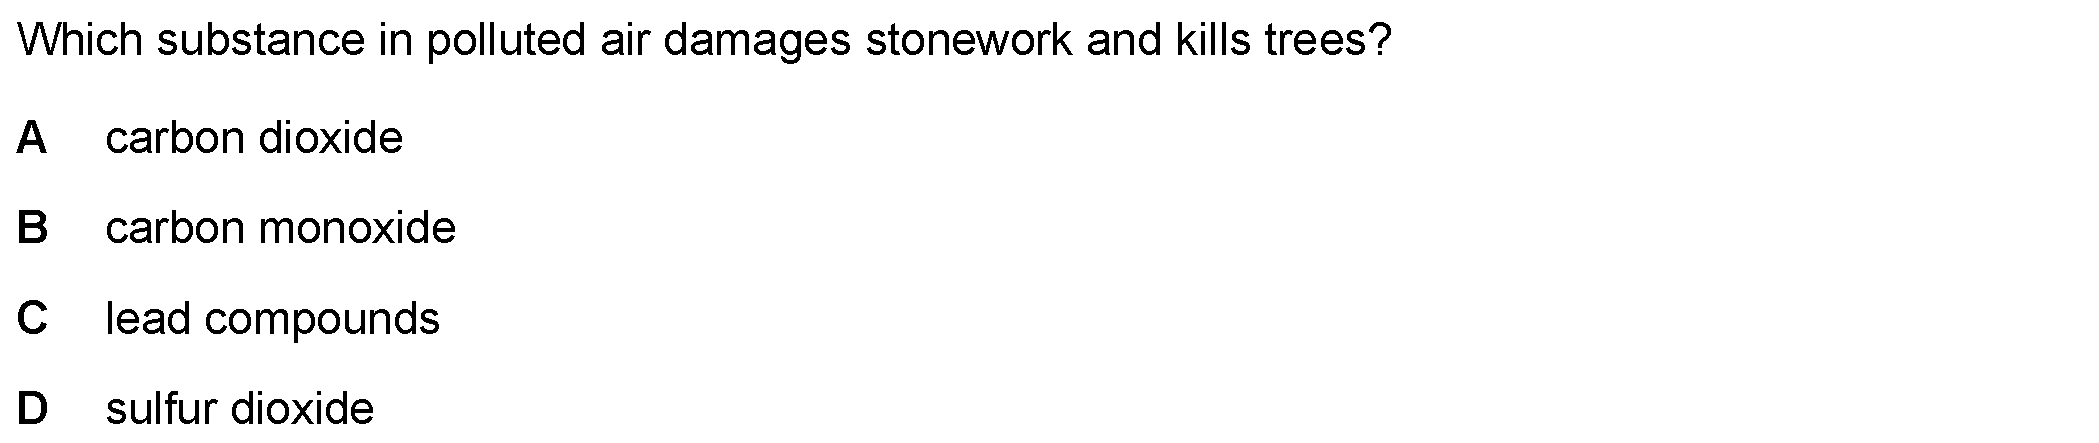 Which substance in polluted air damages stonework and kills trees?
A carbon dioxide
B carbon monoxide
C lead compounds
D sulfur dioxide